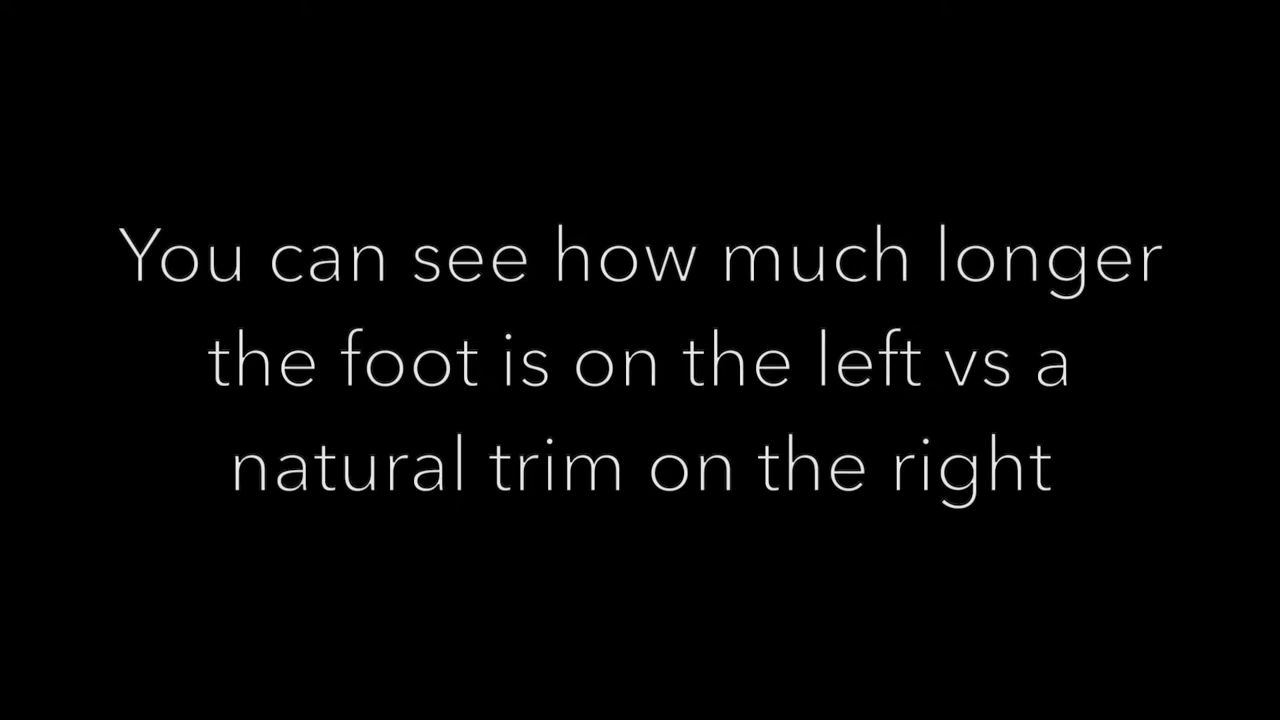 You can see how much longer
the foot is on the left vs a
natural trim on the right